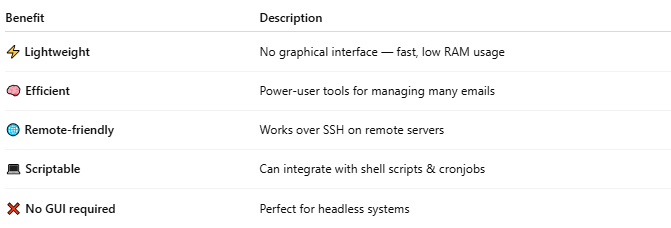 Benefit Description
⚡ Lightweight No graphical interface — fast, low RAM usage
🧠 Efficient Power-user tools for managing many emails
🌐 Remote-friendly Works over SSH on remote servers
💻 Scriptable Can integrate with shell scripts & cronjobs
❌ No GUI required Perfect for headless systems